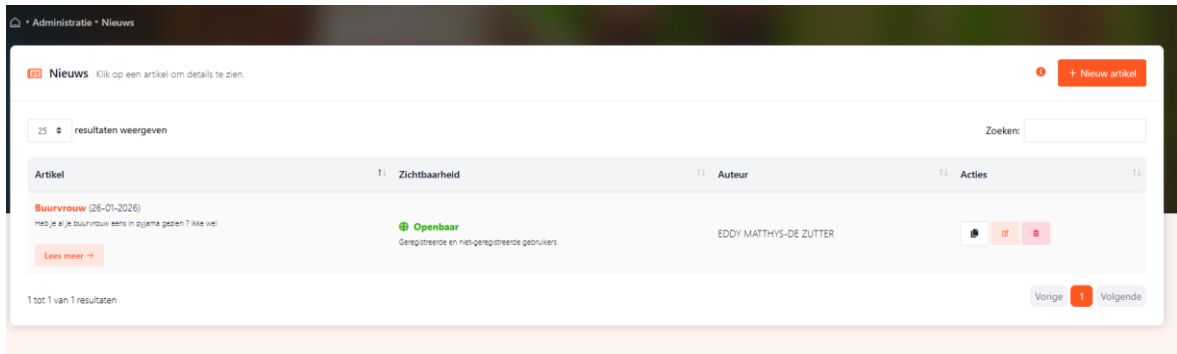 • Administratie • Nieuws
Nieuws Klik op een artikel om details te zien.
+ Nieuw artikel
25 resultaten weergeven
Zoeken:
Artikel Zichtbaarheid Auteur Acties
Buurvrouw (26-01-2026)
Heb je al je buurvrouw eens in pyjama gezien ? Ikke wel
Openbaar
Geregistreerde en niet-geregistreerde gebruikers
EDDY MATTHYS-DE ZUTTER
Lees meer →
1 tot 1 van 1 resultaten
Vorige 1 Volgende